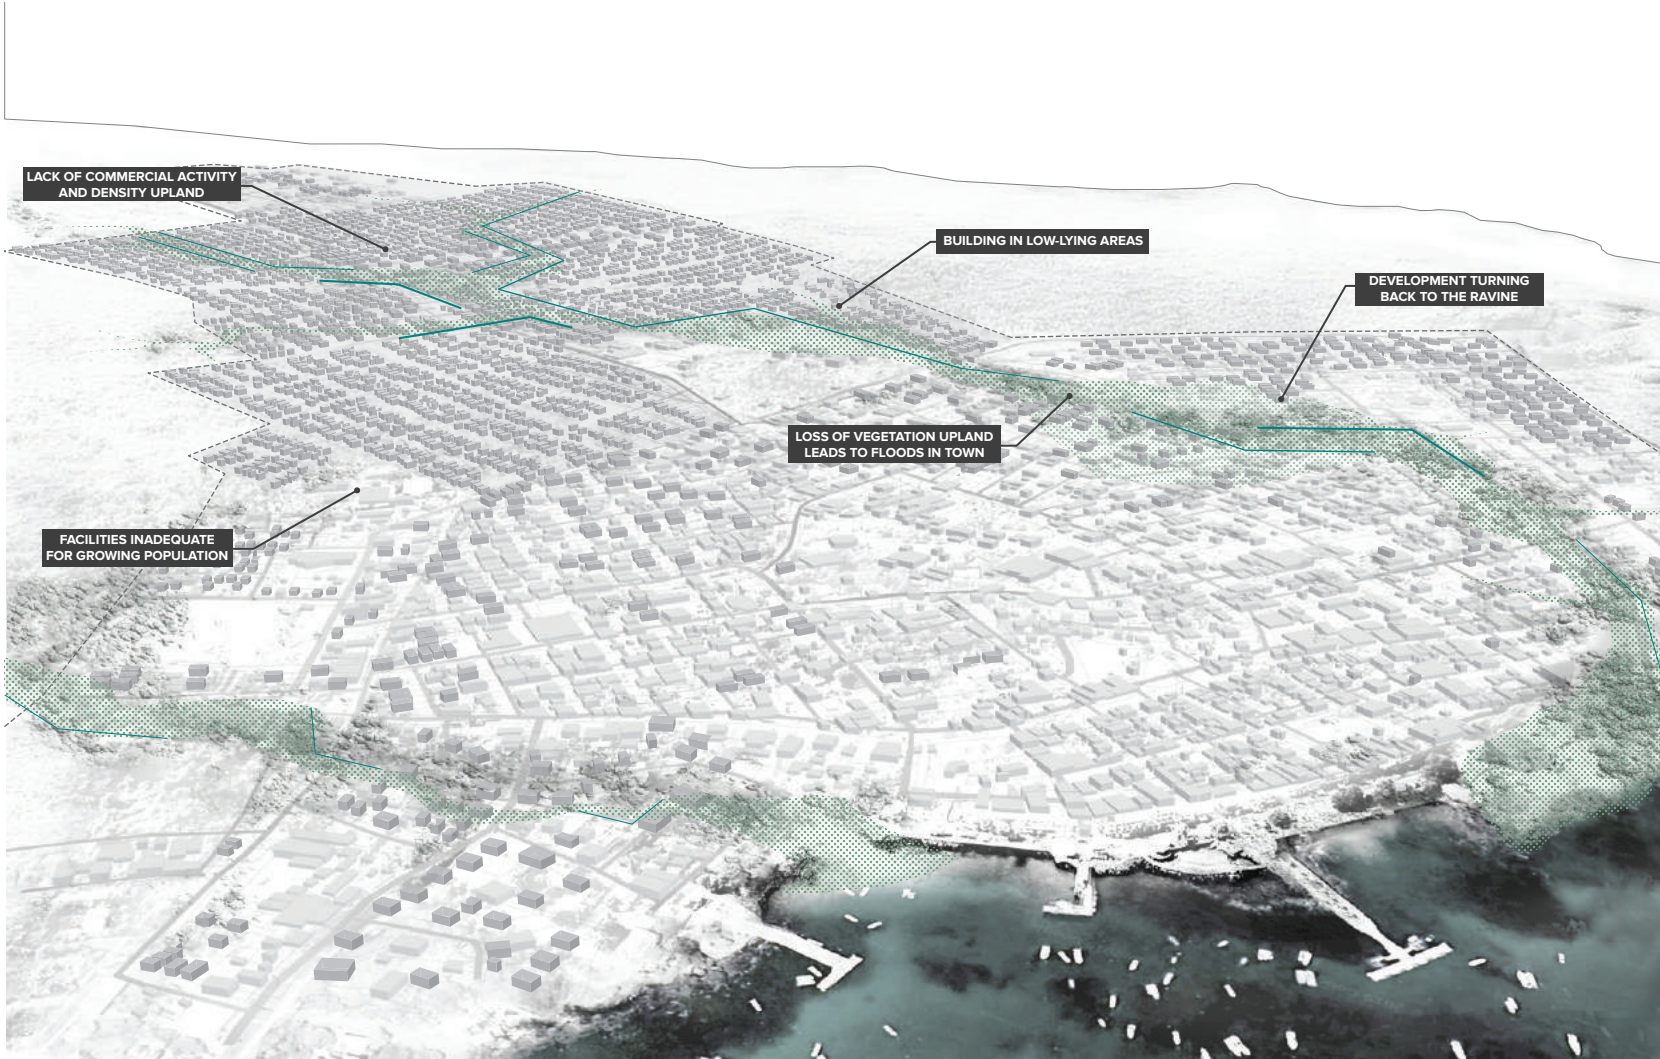 LACK OF COMMERCIAL ACTIVITY
AND DENSITY UPLAND
BUILDING IN LOW-LYING AREAS
DEVELOPMENT TURNING
BACK TO THE RAVINE
LOSS OF VEGETATION UPLAND
LEADS TO FLOODS IN TOWN
FACILITIES INADEQUATE
FOR GROWING POPULATION